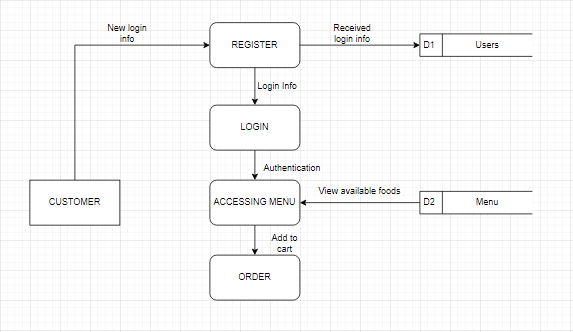 New login
info
Received
login info
REGISTER
D1
Users
Login Info
LOGIN
Authentication
CUSTOMER
ACCESSING MENU
View available foods
D2
Menu
Add to
cart
ORDER